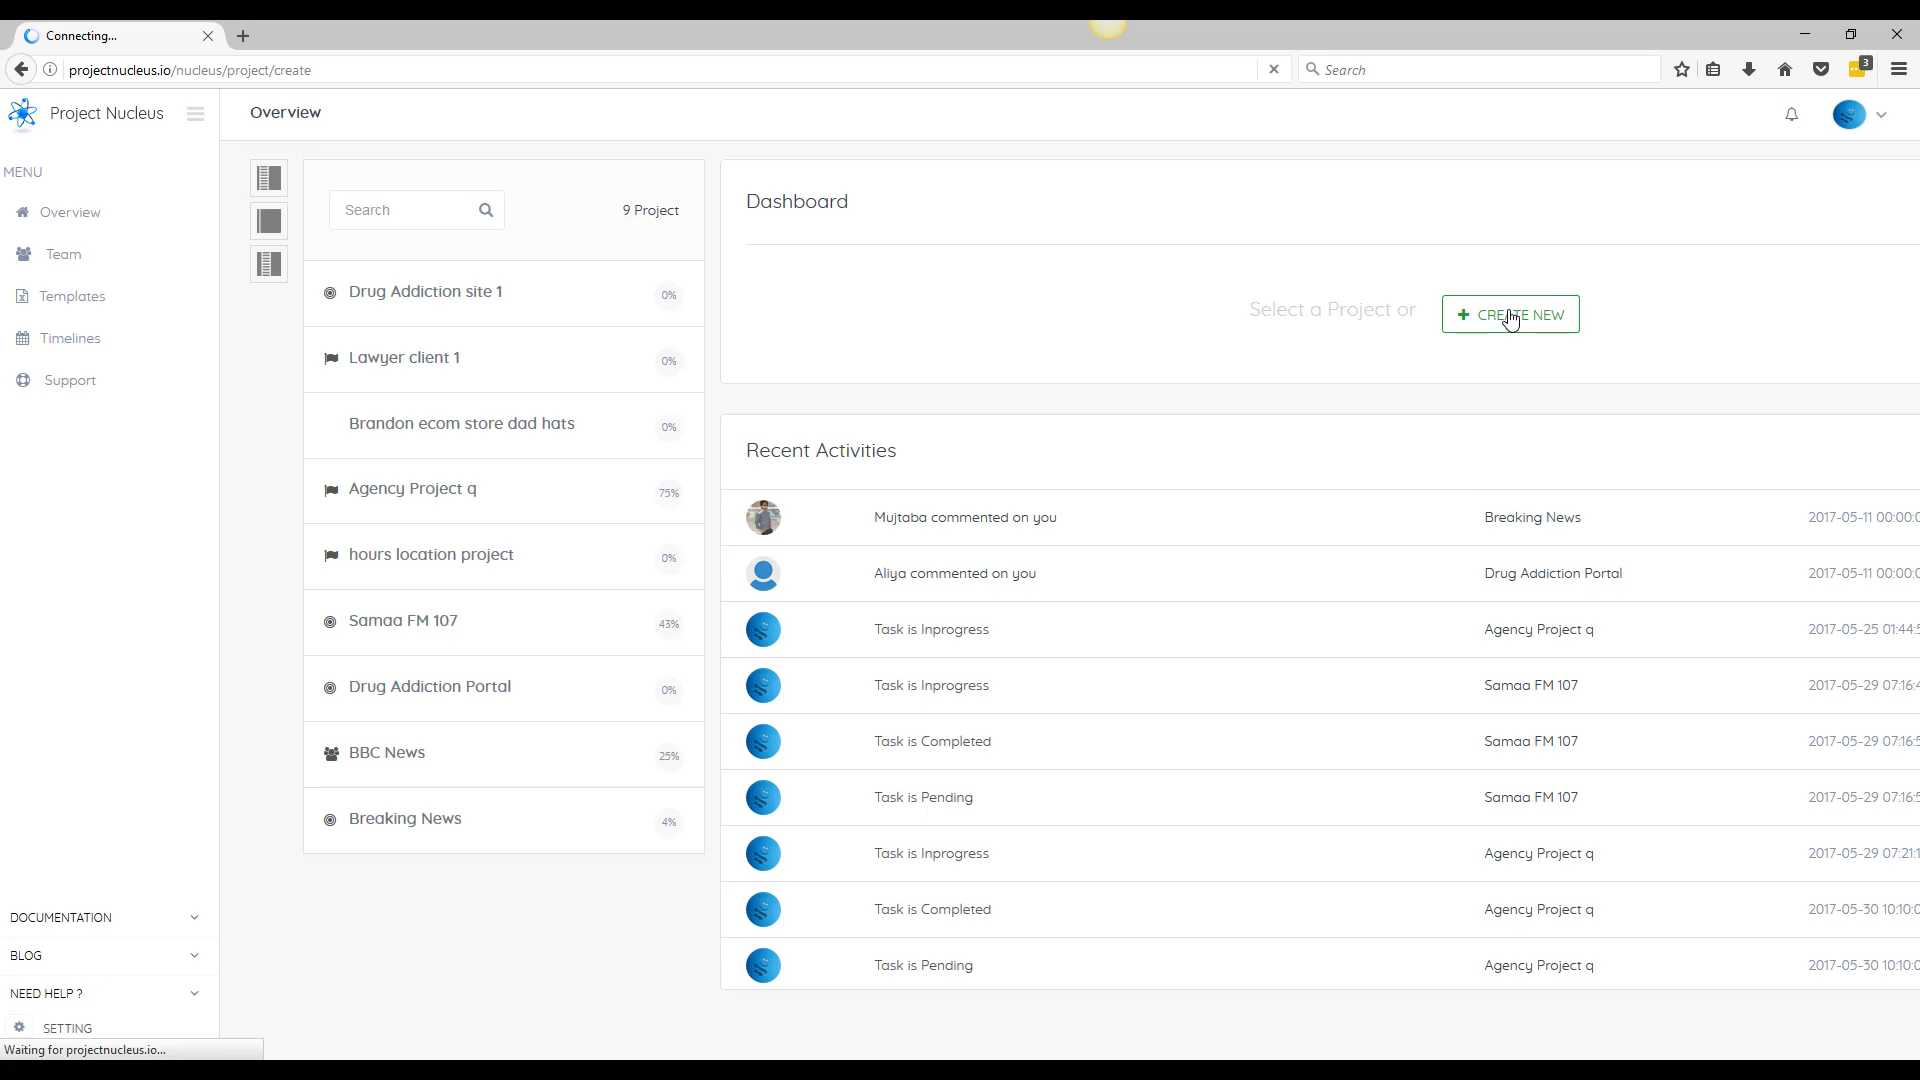 Connecting...
projectnucleus.io/nucleus/project/create
Search
3
Project Nucleus
Overview
MENU
Overview
Team
Templates
Timelines
Support
DOCUMENTATION
BLOG
NEED HELP ?
SETTING
Waiting for projectnucleus.io...
Search
9 Project
Drug Addiction site 1
0%
Lawyer client 1
0%
Brandon ecom store dad hats
0%
Agency Project q
75%
hours location project
0%
Samaa FM 107
43%
Drug Addiction Portal
0%
BBC News
25%
Breaking News
4%
Dashboard
Select a Project or
CREATE NEW
Recent Activities
Mujtaba commented on you Breaking News 2017-05-11 00:00:0
Aliya commented on you Drug Addiction Portal 2017-05-11 00:00:0
Task is Inprogress Agency Project q 2017-05-25 01:44:5
Task is Inprogress Samaa FM 107 2017-05-29 07:16:4
Task is Completed Samaa FM 107 2017-05-29 07:16:5
Task is Pending Samaa FM 107 2017-05-29 07:16:5
Task is Inprogress Agency Project q 2017-05-29 07:21:1
Task is Completed Agency Project q 2017-05-30 10:10:0
Task is Pending Agency Project q 2017-05-30 10:10:0